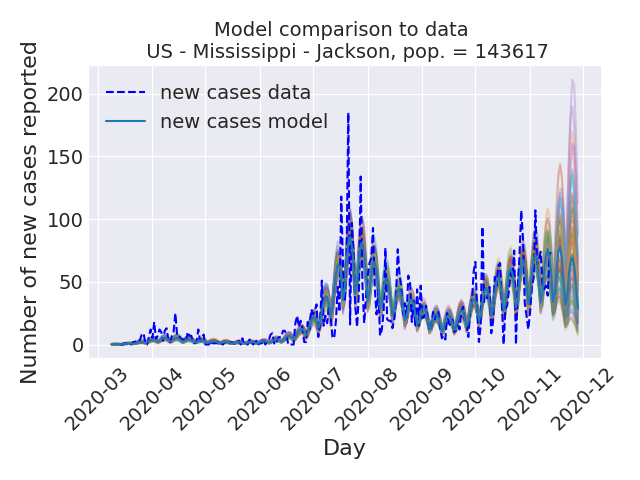 Model comparison to data
US - Mississippi - Jackson, pop. = 143617
Number of new cases reported
200
150
100
50
0
new cases data
new cases model
2020-03
2020-04
2020-05
2020-06
2020-07
2020-08
2020-09
2020-10
2020-11
2020-12
Day